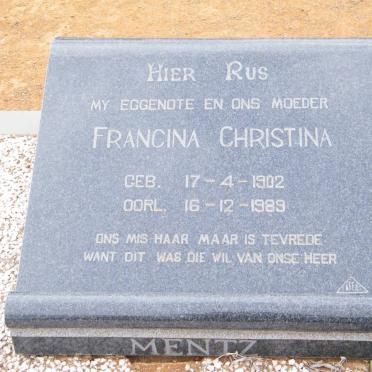 HIER RUS
MY EGGENOTE EN ONS MOEDER
FRANCINA CHRISTINA
GEB. 17-4-1902
OORL. 16-12-1989
ONS MIS HAAR MAAR IS TEVREDE
WANT DIT WAS DIE WIL VAN ONSE HEER
MENTZ